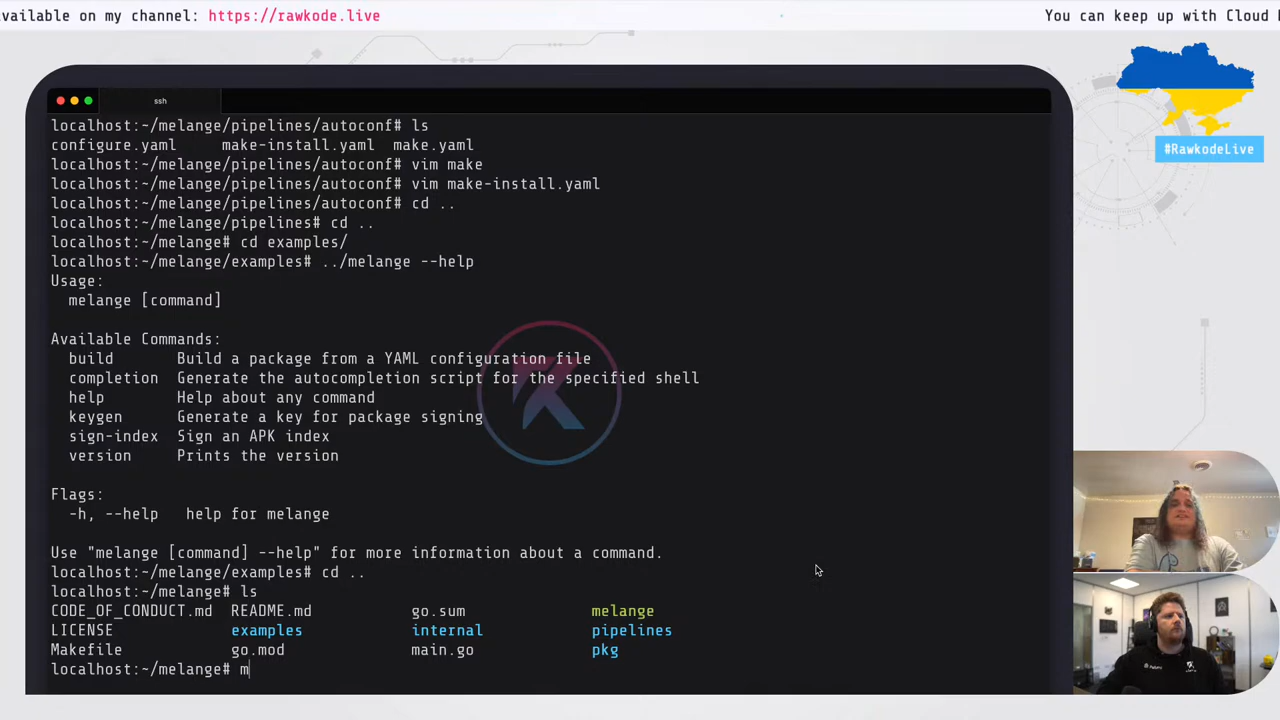 vailable on my channel: https://rawkode.live
You can keep up with Cloud
#RawkodeLive
ssh
localhost:~/melange/pipelines/autoconf# ls
configure.yaml make-install.yaml make.yaml
localhost:~/melange/pipelines/autoconf# vim make
localhost:~/melange/pipelines/autoconf# vim make-install.yaml
localhost:~/melange/pipelines/autoconf# cd ..
localhost:~/melange/pipelines# cd ..
localhost:~/melange# cd examples/
localhost:~/melange/examples# ../melange --help
Usage:
melange [command]
Available Commands:
build Build a package from a YAML configuration file
completion Generate the autocompletion script for the specified shell
help Help about any command
keygen Generate a key for package signing
sign-index Sign an APK index
version Prints the version
Flags:
-h, --help help for melange
Use "melange [command] --help" for more information about a command.
localhost:~/melange/examples# cd ..
localhost:~/melange# ls
CODE_OF_CONDUCT.md README.md go.sum melange
LICENSE examples internal pipelines
Makefile go.mod main.go pkg
localhost:~/melange# m